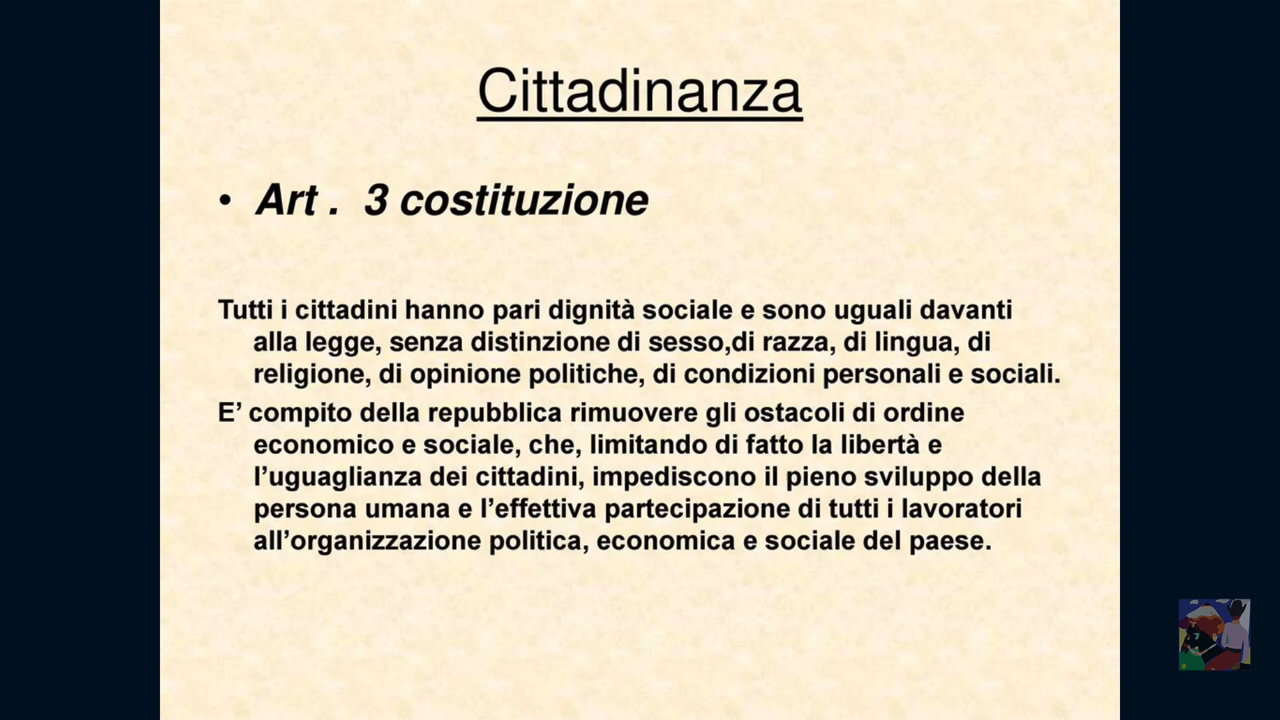 Cittadinanza
• Art . 3 costituzione
Tutti i cittadini hanno pari dignità sociale e sono uguali davanti
alla legge, senza distinzione di sesso,di razza, di lingua, di
religione, di opinione politiche, di condizioni personali e sociali.
E’ compito della repubblica rimuovere gli ostacoli di ordine
economico e sociale, che, limitando di fatto la libertà e
l’uguaglianza dei cittadini, impediscono il pieno sviluppo della
persona umana e l’effettiva partecipazione di tutti i lavoratori
all’organizzazione politica, economica e sociale del paese.